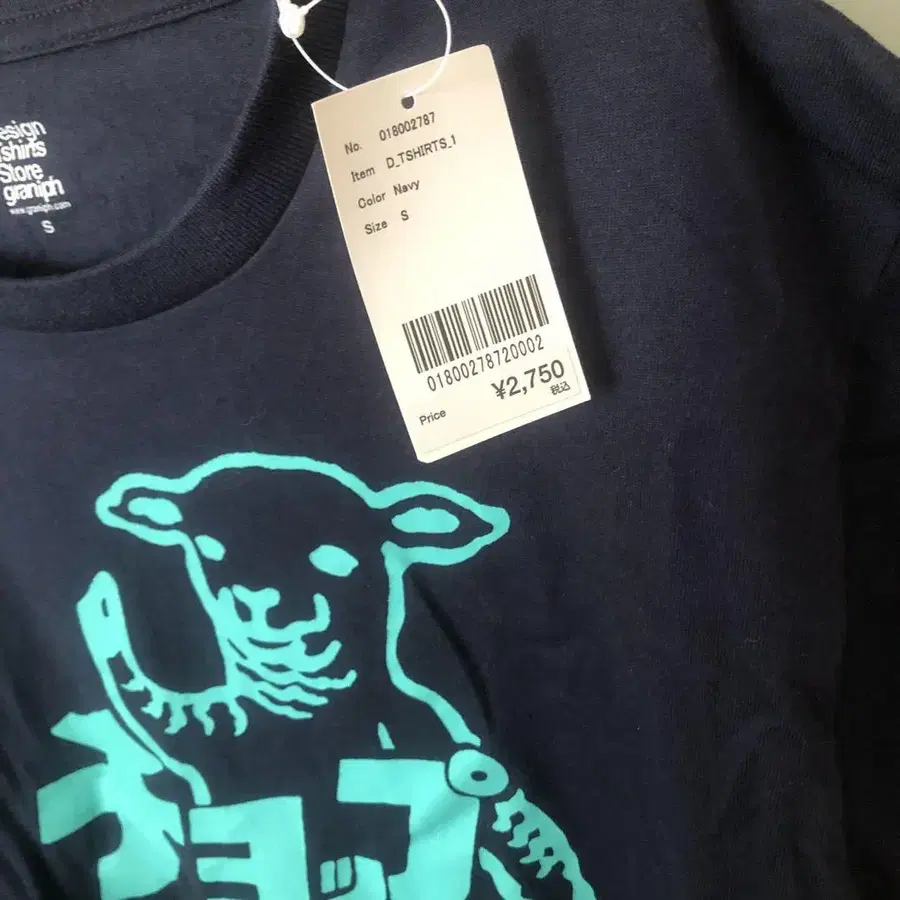 esign
Tshirts
Store
graniph
www.graniph.com
S
No. 018002787
Item D_TSHIRTS_1
Color Navy
Size S
01800278720002
Price ¥2,750
税込